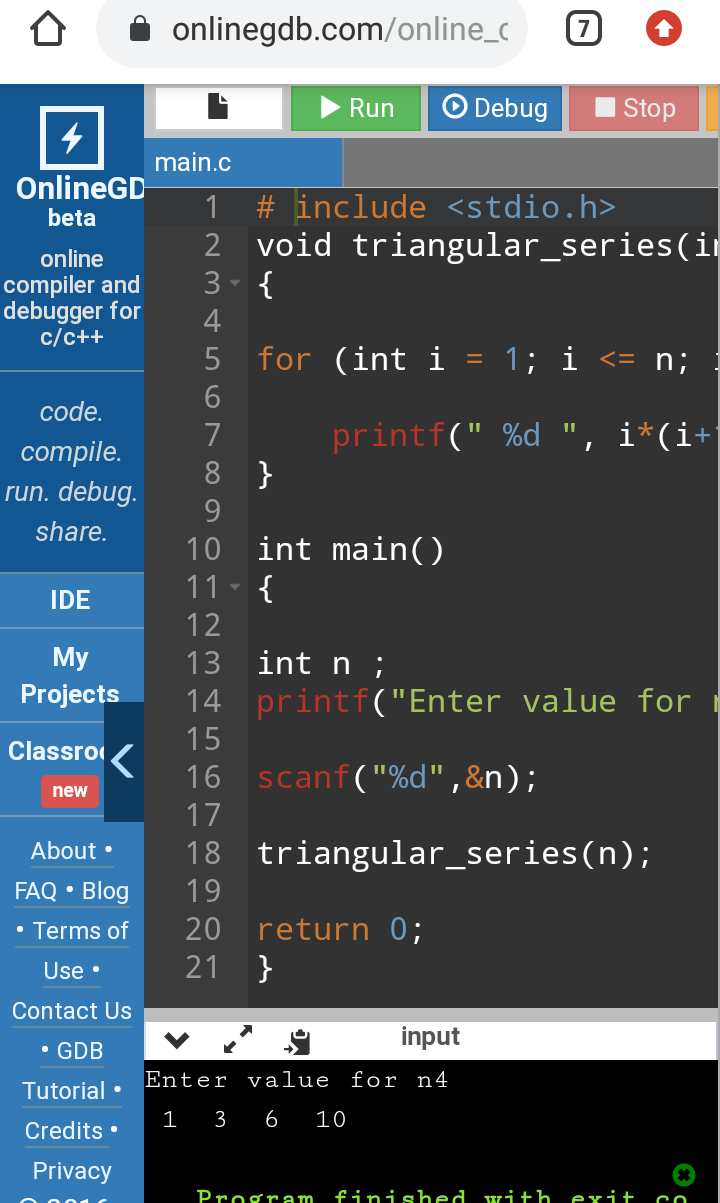 onlinegdb.com/online_c
7
Run
Debug
Stop
OnlineGD
beta
online
compiler and
debugger for
c/c++
code.
compile.
run. debug.
share.
IDE
My
Projects
Classroo
new
About •
FAQ • Blog
• Terms of
Use •
Contact Us
• GDB
Tutorial •
Credits •
Privacy
main.c
1 # include <stdio.h>
2 void triangular_series(in
3 {
4
5 for (int i = 1; i <= n; i
6
7 printf(" %d ", i*(i+1
8 }
9
10 int main()
11 {
12
13 int n ;
14 printf("Enter value for n
15
16 scanf("%d",&n);
17
18 triangular_series(n);
19
20 return 0;
21 }
input
Enter value for n4
1 3 6 10
Program finished with exit co